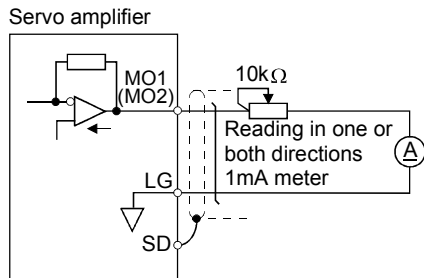 Servo amplifier
MO1
(MO2)
10kΩ
Reading in one or
both directions
1mA meter
A
LG
SD